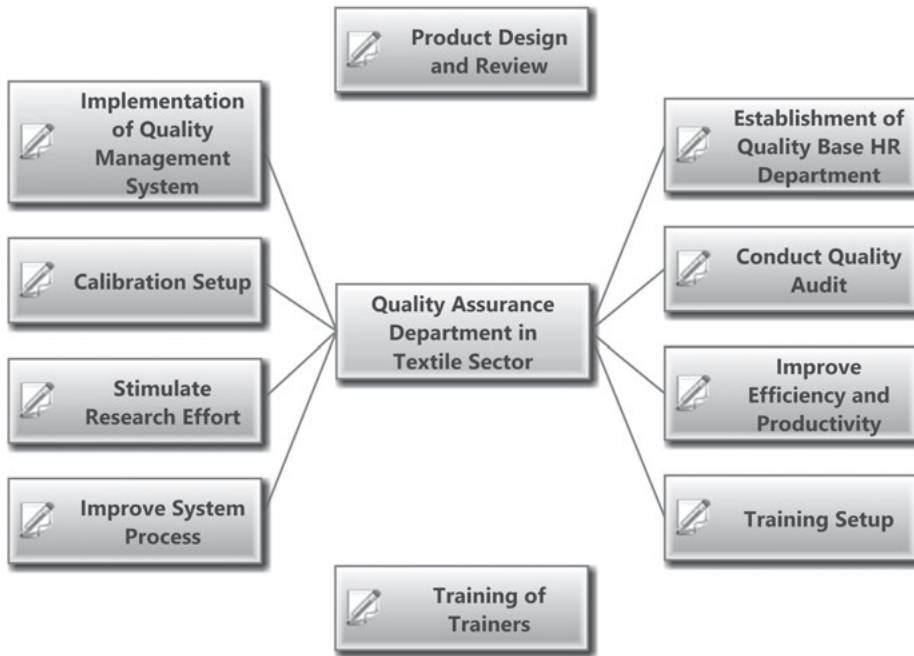 Product Design
and Review
Implementation
of Quality
Management
System
Calibration Setup
Stimulate
Research Effort
Improve System
Process
Quality Assurance
Department in
Textile Sector
Establishment of
Quality Base HR
Department
Conduct Quality
Audit
Improve
Efficiency and
Productivity
Training Setup
Training of
Trainers